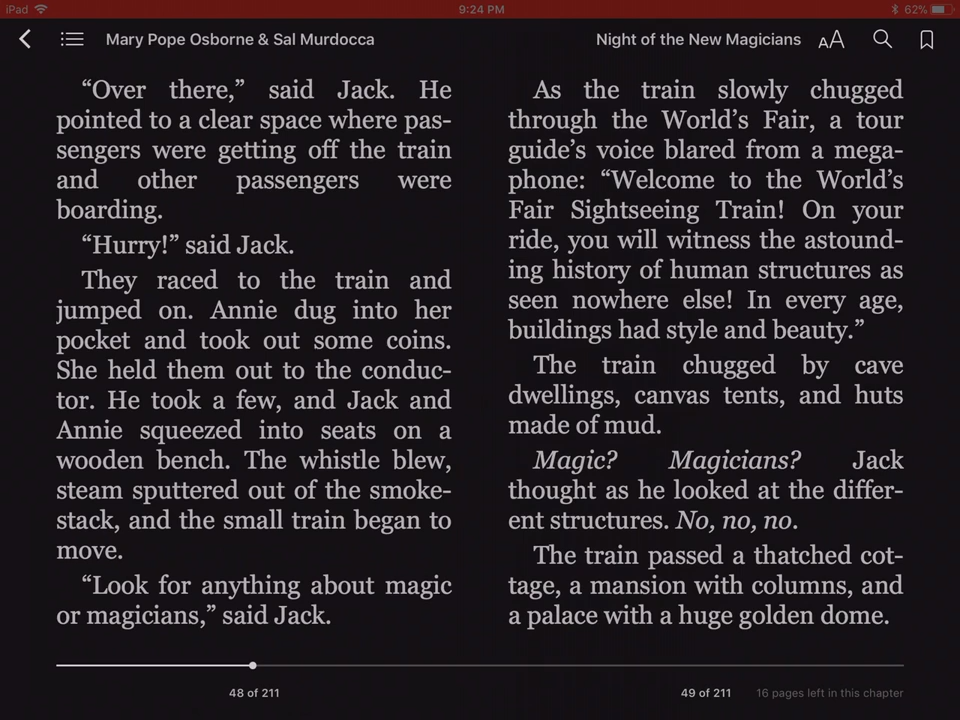 iPad
9:24 PM
62%
Mary Pope Osborne & Sal Murdocca
Night of the New Magicians
AA
“Over there,” said Jack. He
pointed to a clear space where pas-
sengers were getting off the train
and other passengers were
boarding.
“Hurry!” said Jack.
They raced to the train and
jumped on. Annie dug into her
pocket and took out some coins.
She held them out to the conduc-
tor. He took a few, and Jack and
Annie squeezed into seats on a
wooden bench. The whistle blew,
steam sputtered out of the smoke-
stack, and the small train began to
move.
“Look for anything about magic
or magicians,” said Jack.
As the train slowly chugged
through the World’s Fair, a tour
guide’s voice blared from a mega-
phone: “Welcome to the World’s
Fair Sightseeing Train! On your
ride, you will witness the astound-
ing history of human structures as
seen nowhere else! In every age,
buildings had style and beauty.”
The train chugged by cave
dwellings, canvas tents, and huts
made of mud.
Magic? Magicians? Jack
thought as he looked at the differ-
ent structures. No, no, no.
The train passed a thatched cot-
tage, a mansion with columns, and
a palace with a huge golden dome.
48 of 211
49 of 211
16 pages left in this chapter